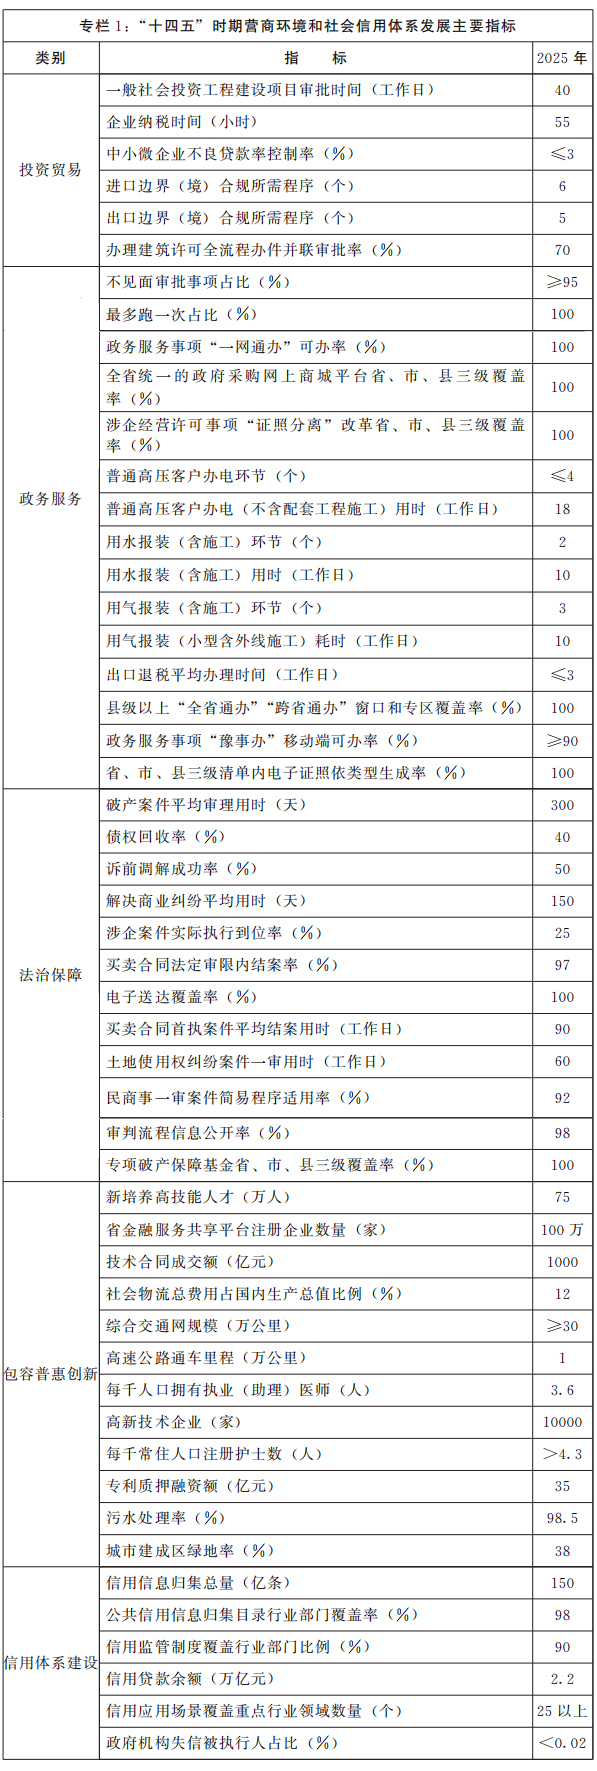 专栏 1：“十四五”时期营商环境和社会信用体系发展主要指标
类别 指 标 2025 年
投资贸易
一般社会投资工程建设项目审批时间（工作日） 40
企业纳税时间（小时） 55
中小微企业不良贷款率控制率（%） ≤3
进口边界（境）合规所需程序（个） 6
出口边界（境）合规所需程序（个） 5
办理建筑许可全流程办件并联审批率（%） 70
政务服务
不见面审批事项占比（%） ≥95
最多跑一次占比（%） 100
政务服务事项“一网通办”可办率（%） 100
全省统一的政府采购网上商城平台省、市、县三级覆盖
率（%） 100
涉企经营许可事项“证照分离”改革省、市、县三级覆盖
率（%） 100
普通高压客户办电环节（个） ≤4
普通高压客户办电（不含配套工程施工）用时（工作日） 18
用水报装（含施工）环节（个） 2
用水报装（含施工）用时（工作日） 10
用气报装（含施工）环节（个） 3
用气报装（小型含外线施工）耗时（工作日） 10
出口退税平均办理时间（工作日） ≤3
县级以上“全省通办”“跨省通办”窗口和专区覆盖率（%） 100
政务服务事项“豫事办”移动端可办率（%） ≥90
省、市、县三级清单内电子证照依类型生成率（%） 100
法治保障
破产案件平均审理用时（天） 300
债权回收率（%） 40
诉前调解成功率（%） 50
解决商业纠纷平均用时（天） 150
涉企案件实际执行到位率（%） 25
买卖合同法定审限内结案率（%） 97
电子送达覆盖率（%） 100
买卖合同首执案件平均结案用时（工作日） 90
土地使用权纠纷案件一审用时（工作日） 60
民商事一审案件简易程序适用率（%） 92
审判流程信息公开率（%） 98
专项破产保障基金省、市、县三级覆盖率（%） 100
包容普惠创新
新培养高技能人才（万人） 75
省金融服务共享平台注册企业数量（家） 100 万
技术合同成交额（亿元） 1000
社会物流总费用占国内生产总值比例（%） 12
综合交通网规模（万公里） ≥30
高速公路通车里程（万公里） 1
每千人口拥有执业（助理）医师（人） 3.6
高新技术企业（家） 10000
每千常住人口注册护士数（人） >4.3
专利质押融资额（亿元） 35
污水处理率（%） 98.5
城市建成区绿地率（%） 38
信用体系建设
信用信息归集总量（亿条） 150
公共信用信息归集目录行业部门覆盖率（%） 98
信用监管制度覆盖行业部门比例（%） 90
信用贷款余额（万亿元） 2.2
信用应用场景覆盖重点行业领域数量（个） 25 以上
政府机构失信被执行人占比（%） <0.02